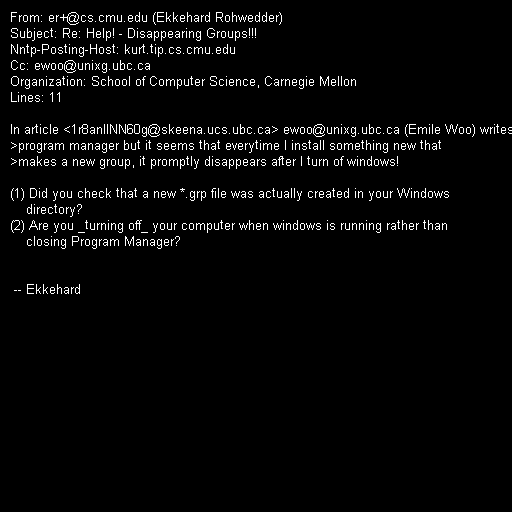 From: er+@cs.cmu.edu (Ekkehard Rohwedder)
Subject: Re: Help! - Disappearing Groups!!!
Nntp-Posting-Host: kurt.tip.cs.cmu.edu
Cc: ewoo@unixg.ubc.ca
Organization: School of Computer Science, Carnegie Mellon
Lines: 11

In article <1r8anlINN60g@skeena.ucs.ubc.ca> ewoo@unixg.ubc.ca (Emile Woo) writes
>program manager but it seems that everytime I install something new that
>makes a new group, it promptly disappears after I turn of windows!

(1) Did you check that a new *.grp file was actually created in your Windows
    directory?
(2) Are you _turning off_ your computer when windows is running rather than
    closing Program Manager?

-- Ekkehard